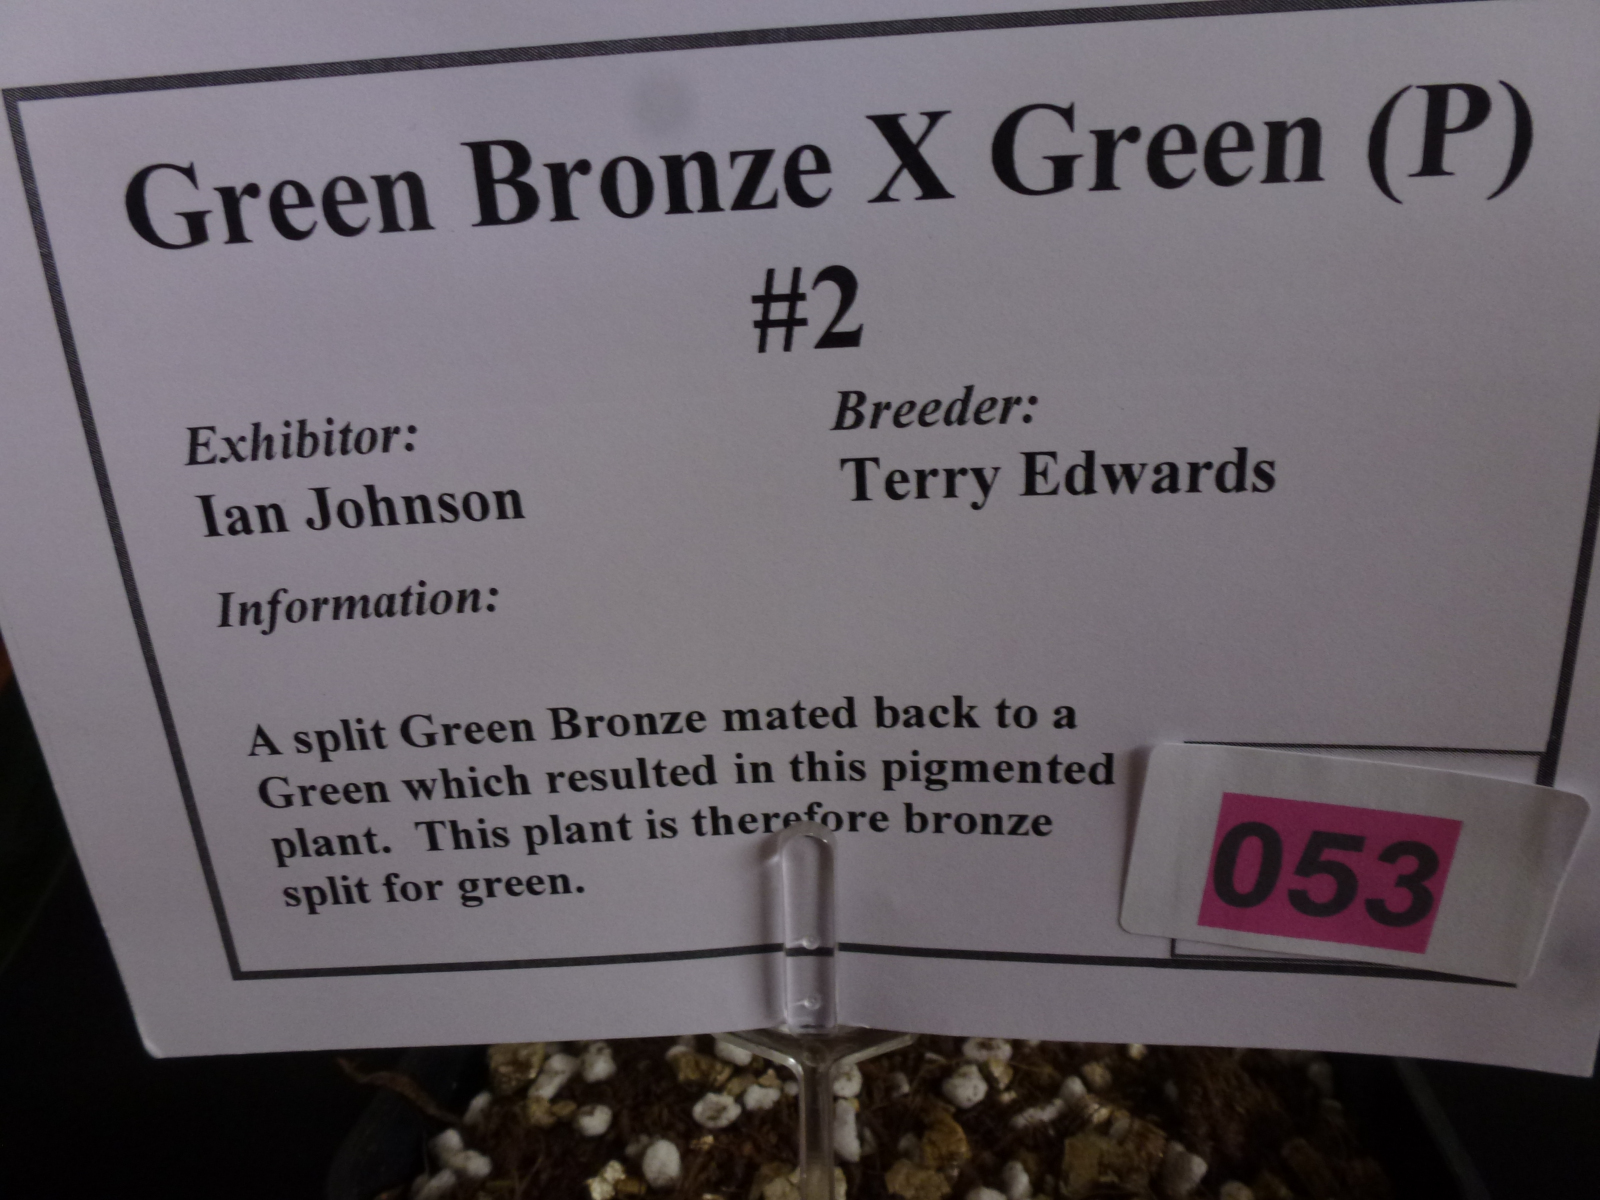 Green Bronze X Green (P)
#2
Exhibitor:
Ian Johnson
Breeder:
Terry Edwards
Information:
A split Green Bronze mated back to a
Green which resulted in this pigmented
plant. This plant is therefore bronze
split for green.
053